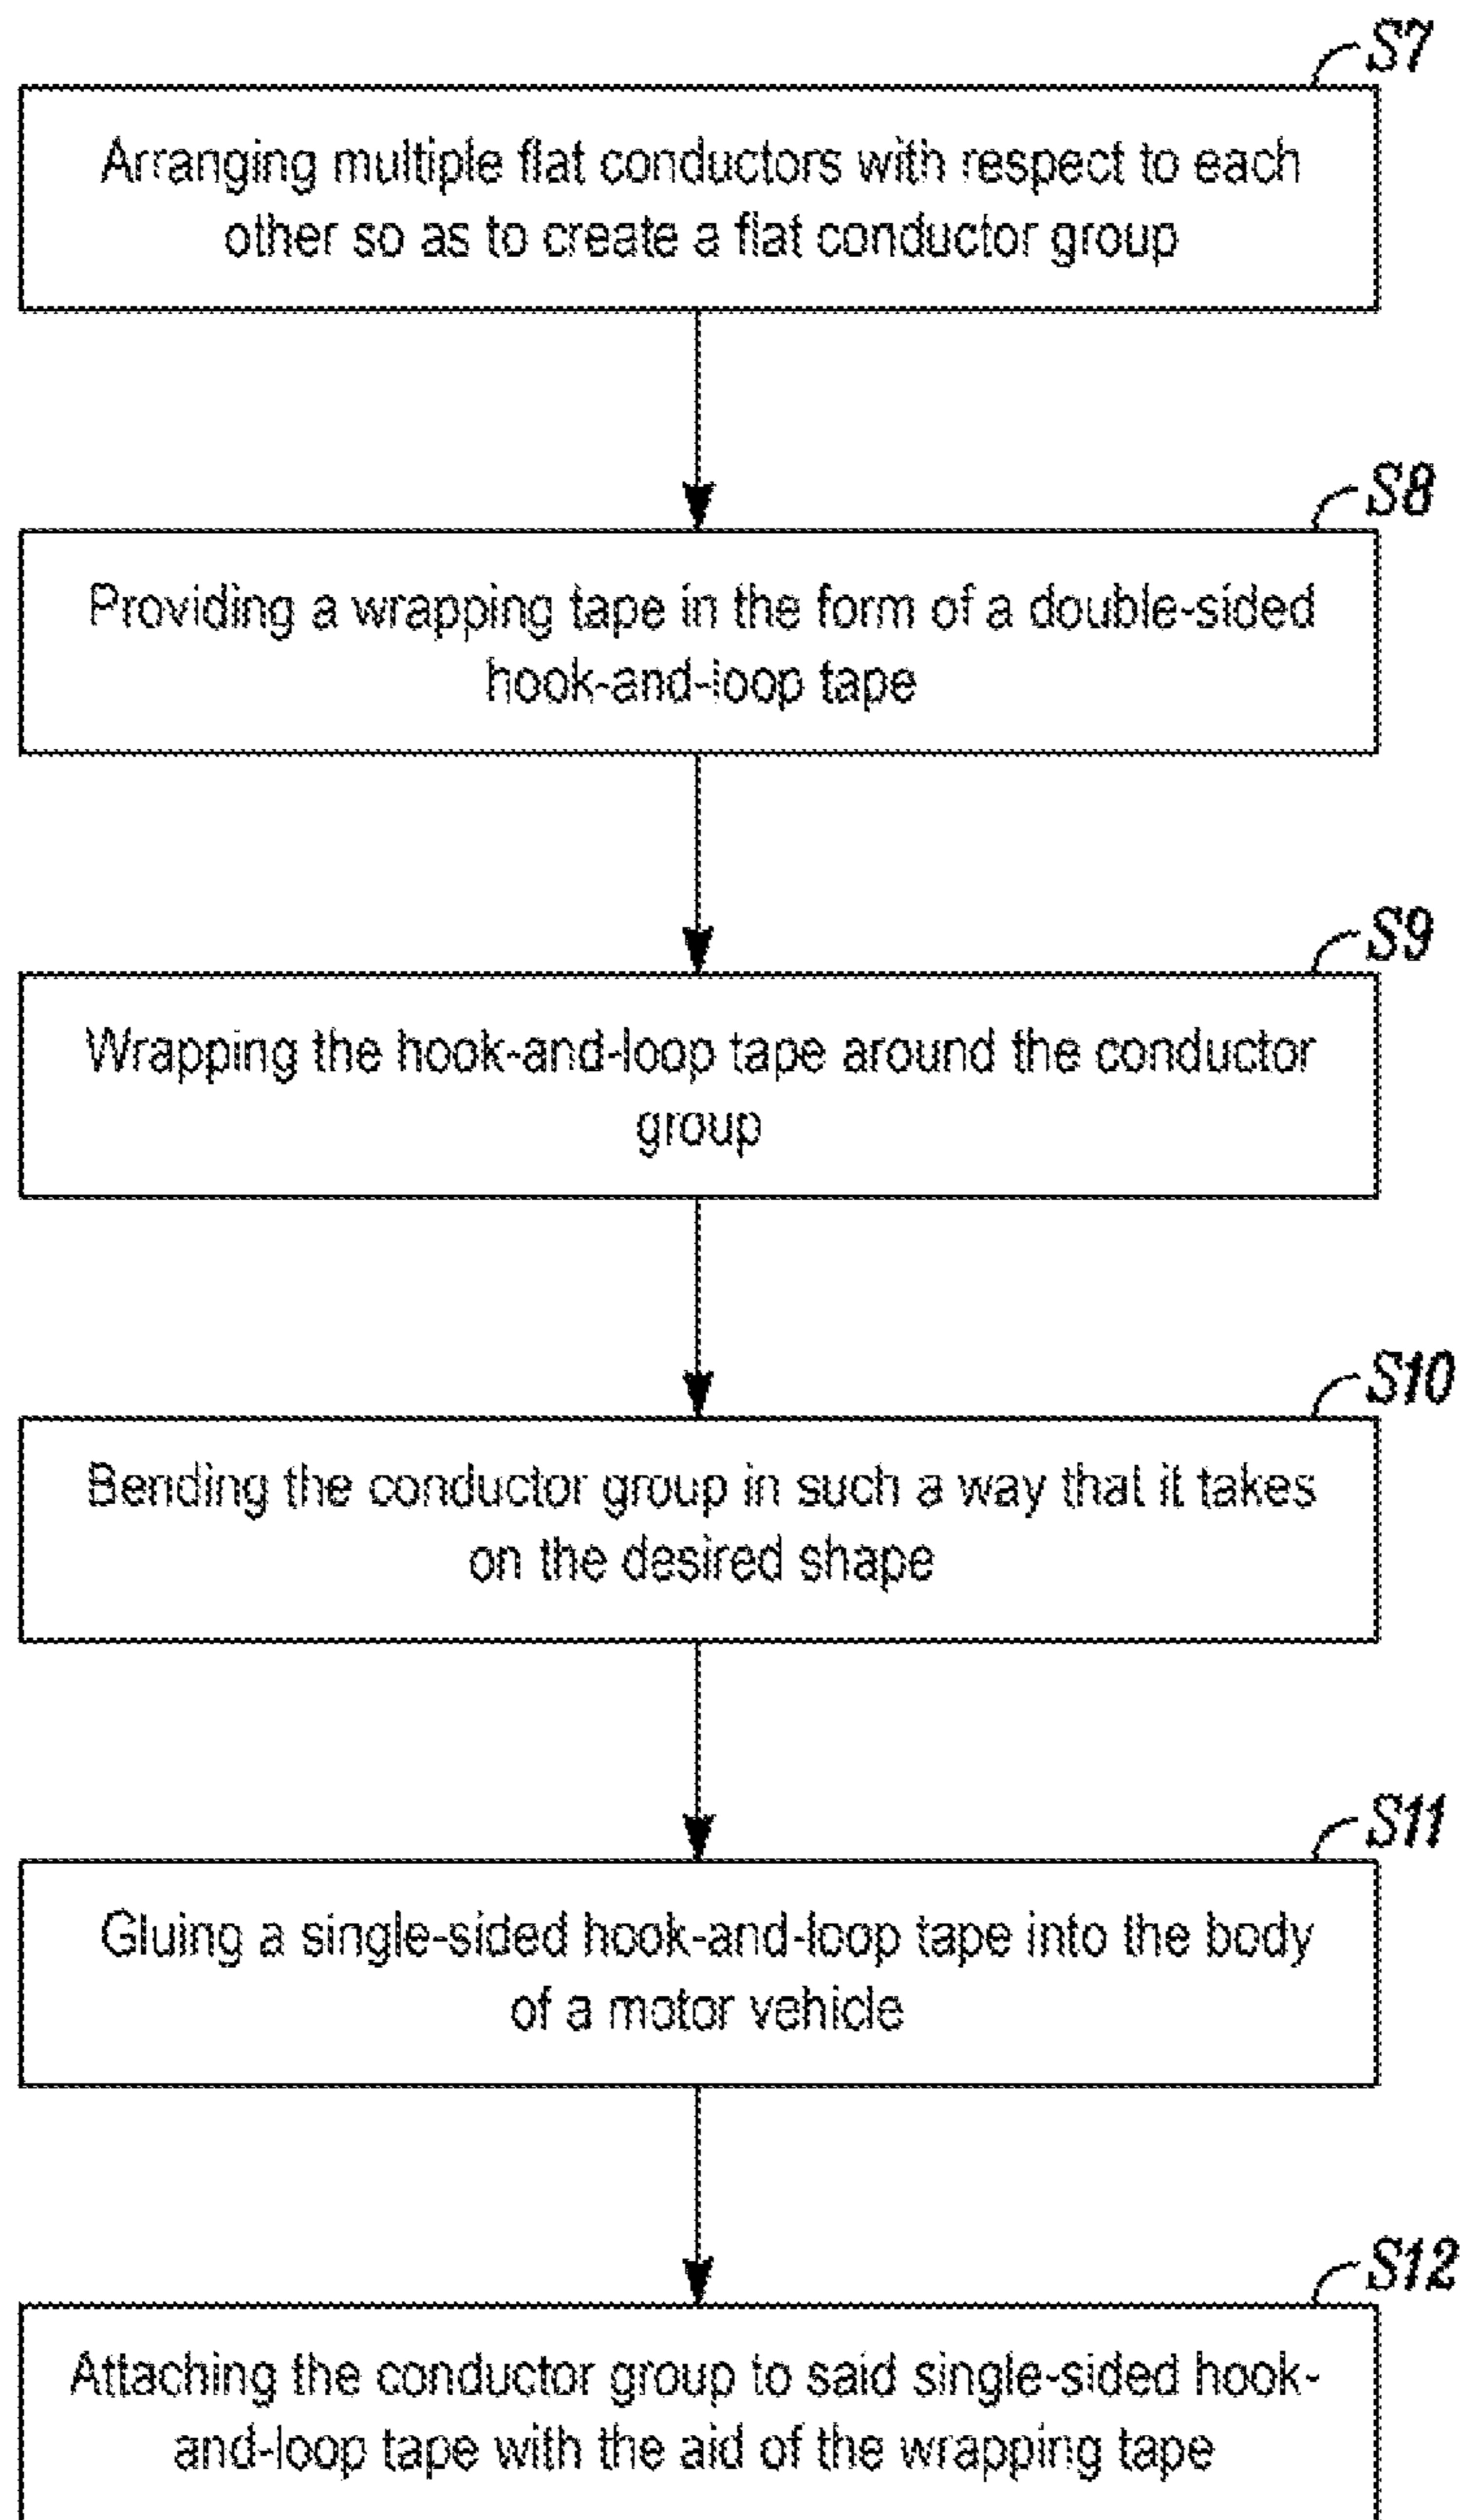 S7
Arranging multiple flat conductors with respect to each
other so as to create a flat conductor group
S8
Providing a wrapping tape in the form of a double-sided
hook-and-loop tape
S9
Wrapping the hook-and-loop tape around the conductor
group
S10
Bending the conductor group in such a way that it takes
on the desired shape
S11
Gluing a single-sided hook-and-loop tape into the body
of a motor vehicle
S12
Attaching the conductor group to said single-sided hook-
and-loop tape with the aid of the wrapping tape